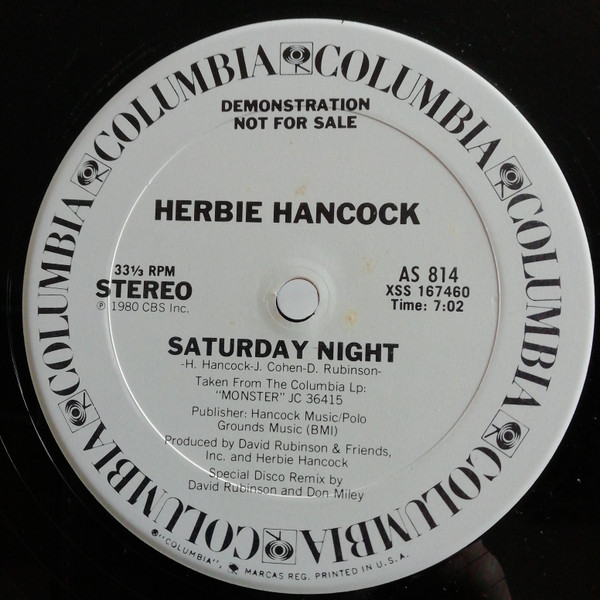 COLUMBIA COLUMBIA COLUMBIA COLUMBIA COLUMBIA COLUMBIA COLUMBIA COLUMBIA
DEMONSTRATION
NOT FOR SALE
HERBIE HANCOCK
33⅓ RPM
STEREO
℗ 1980 CBS Inc.
AS 814
XSS 167460
Time: 7:02
SATURDAY NIGHT
-H. Hancock-J. Cohen-D. Rubinson-
Taken From The Columbia Lp:
"MONSTER" JC 36415
Publisher: Hancock Music/Polo
Grounds Music (BMI)
Produced by David Rubinson & Friends,
Inc. and Herbie Hancock
Special Disco Remix by
David Rubinson and Don Miley
"COLUMBIA", MARCAS REG. PRINTED IN U.S.A.